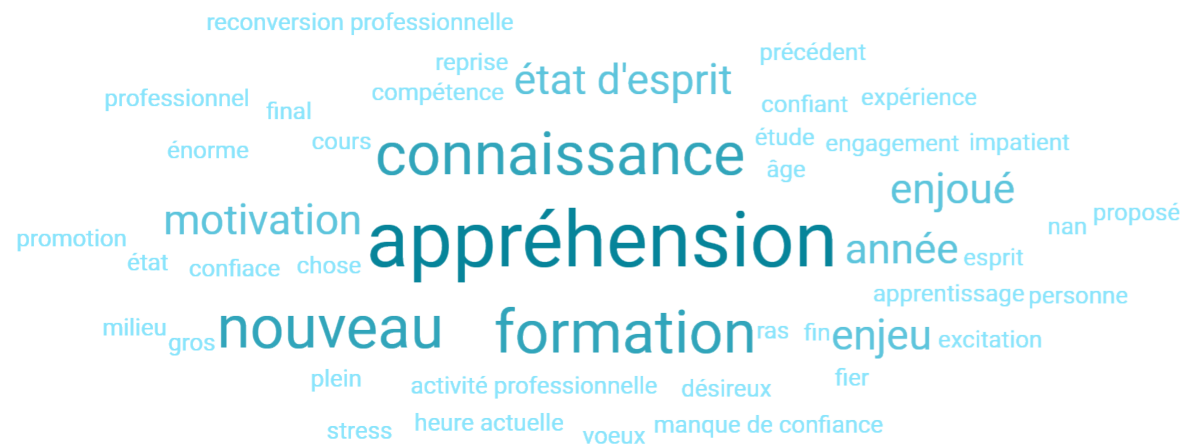 reconversion professionnelle
reprise état d'esprit précédent
professionnel final compétence confiant expérience
énorme cours connaissance étude engagement impatient
âge enjoué
promotion motivation appréhension année esprit nan proposé
état confiace chose
apprentissage personne
milieu gros nouveau formation ras fin enjeu excitation
plein activité professionnelle désireux fier
stress heure actuelle voeux manque de confiance